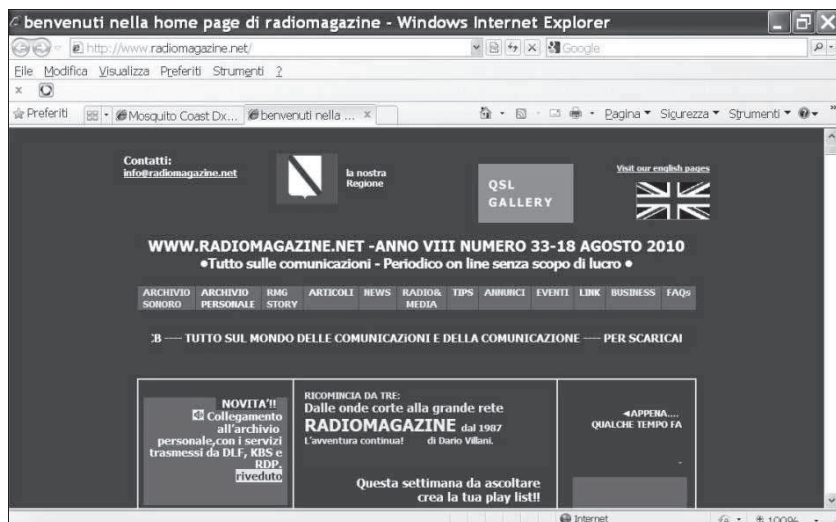 benvenuti nella home page di radiomagazine - Windows Internet Explorer
http://www.radiomagazine.net/
Google
File Modifica Visualizza Preferiti Strumenti ?
x
Preferiti
Mosquito Coast Dx... benvenuti nella ... x
Pagina Sicurezza Strumenti
Contatti:
info@radiomagazine.net
la nostra
Regione
QSL
GALLERY
Visit our english pages
WWW.RADIOMAGAZINE.NET -ANNO VIII NUMERO 33-18 AGOSTO 2010
•Tutto sulle comunicazioni - Periodico on line senza scopo di lucro •
ARCHIVIO SONORO
ARCHIVIO PERSONALE
RMG STORY
ARTICOLI
NEWS
RADIO& MEDIA
TIPS
ANNUNCI
EVENTI
LINK
BUSINESS
FAQs
---- TUTTO SUL MONDO DELLE COMUNICAZiONI E DELLA COMUNICAZIONE ---- PER SCARICAI
NOVITA'!!
Collegamento
all'archivio
personale,con i servizi
trasmessi da DLF, KBS e
RDP.
riveduto
RICOMINCIA DA TRE:
Dalle onde corte alla grande rete
RADIOMAGAZINE dal 1987
L'avventura continua! di Dario Villani.
Questa settimana da ascoltare
crea la tua play list!!
◄APPENA....
QUALCHE TEMPO FA
Internet
100%